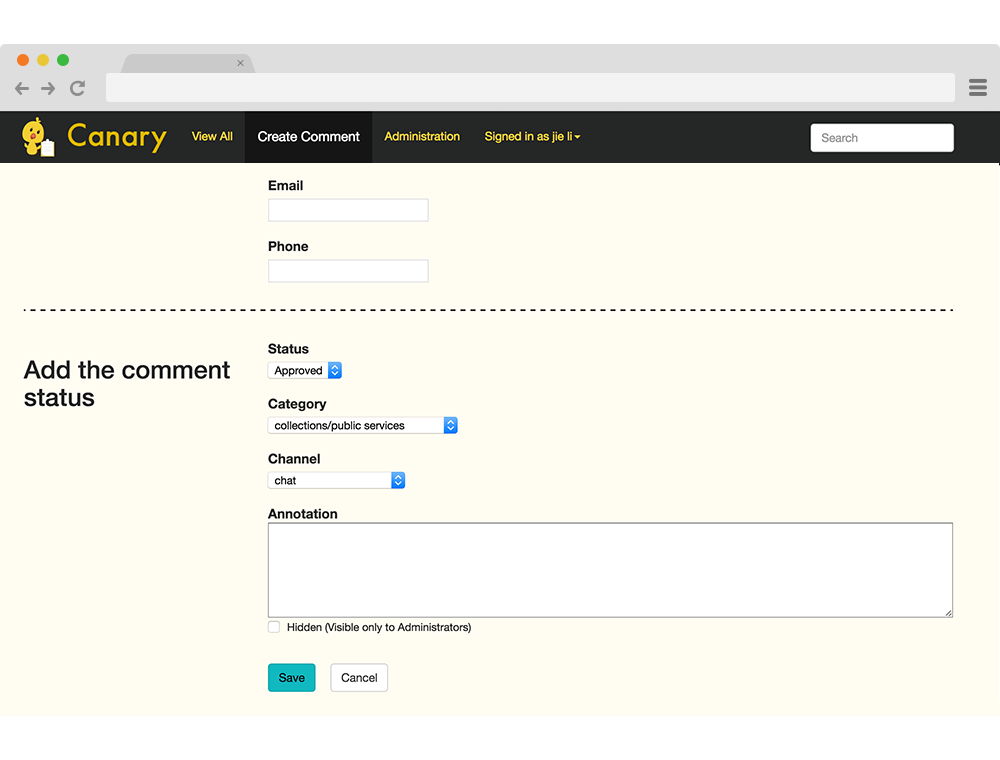 Canary View All Create Comment Administration Signed in as jie li Search
Email
Phone
Add the comment
status
Status
Approved
Category
collections/public services
Channel
chat
Annotation
Hidden (Visible only to Administrators)
Save Cancel